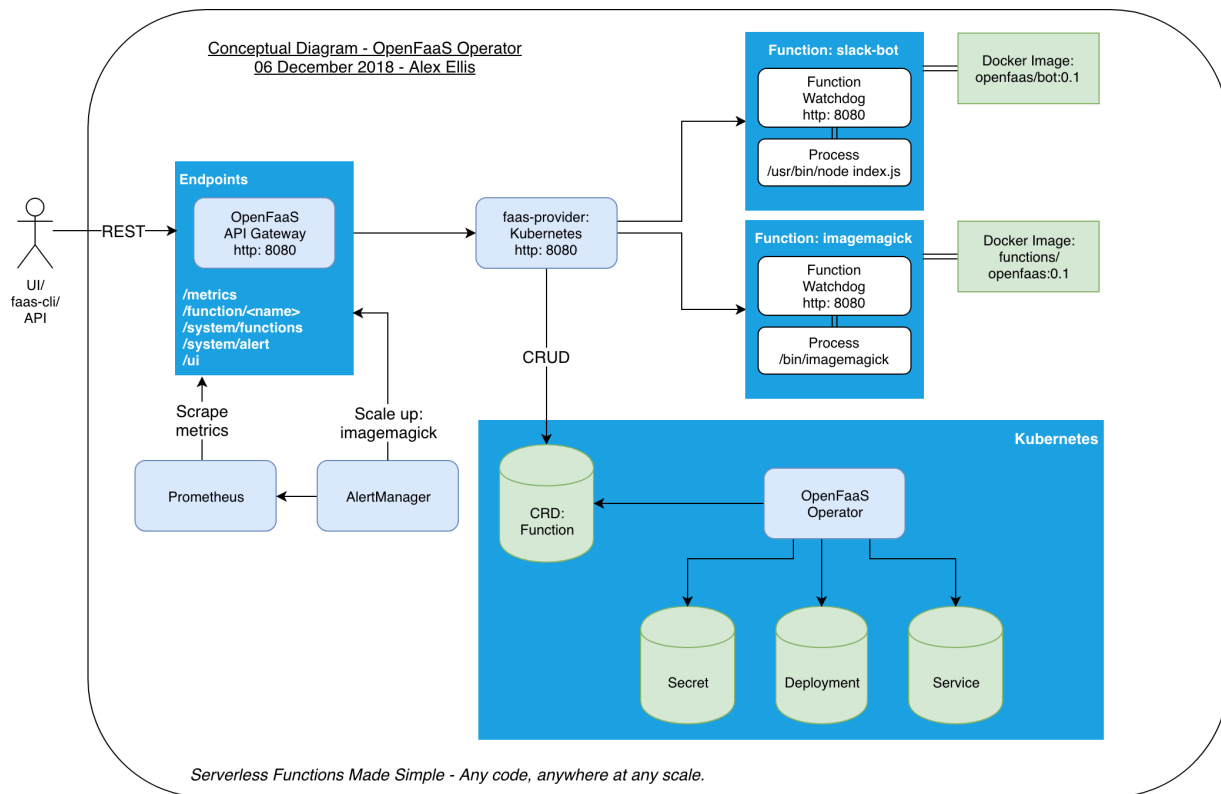 Conceptual Diagram - OpenFaaS Operator
06 December 2018 - Alex Ellis
UI/
faas-cli/
API
REST
Endpoints
OpenFaaS
API Gateway
http: 8080
/metrics
/function/<name>
/system/functions
/system/alert
/ui
faas-provider:
Kubernetes
http: 8080
Function: slack-bot
Function
Watchdog
http: 8080
Process
/usr/bin/node index.js
Docker Image:
openfaas/bot:0.1
Function: imagemagick
Function
Watchdog
http: 8080
Process
/bin/imagemagick
Docker Image:
functions/
openfaas:0.1
CRUD
Scrape
metrics
Scale up:
imagemagick
Prometheus
AlertManager
Kubernetes
CRD:
Function
OpenFaaS
Operator
Secret
Deployment
Service
Serverless Functions Made Simple - Any code, anywhere at any scale.